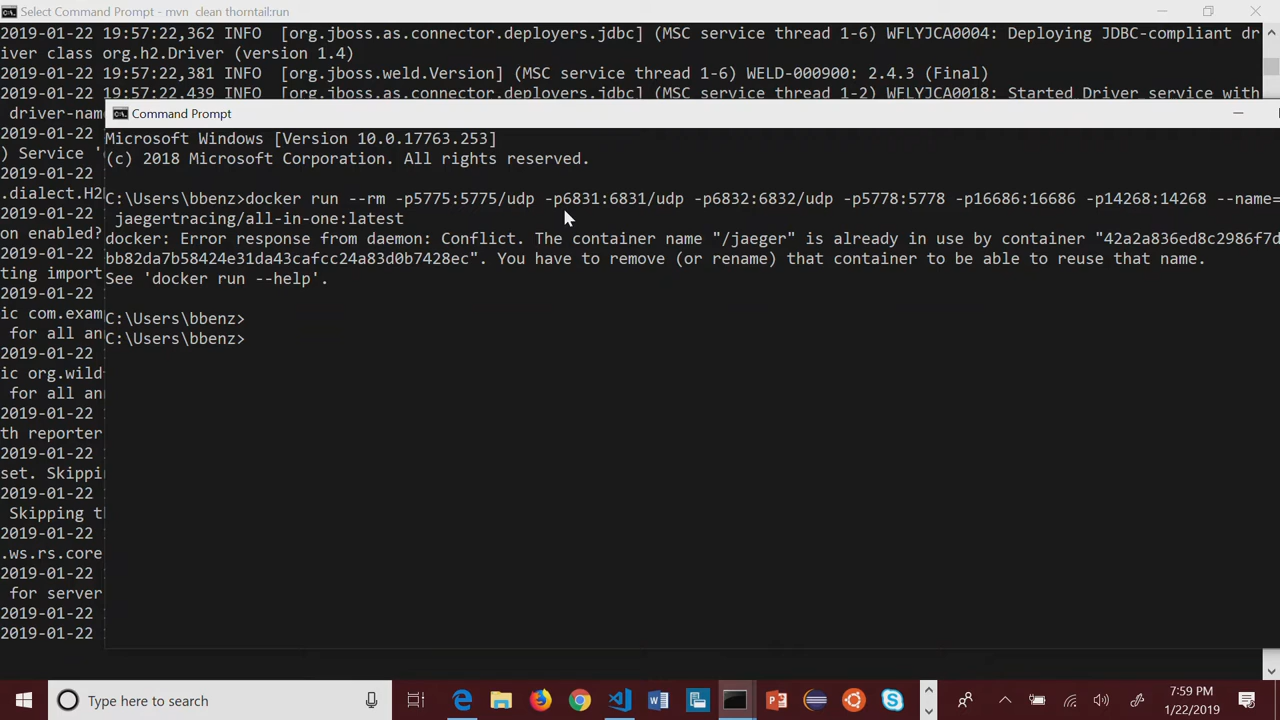 Select Command Prompt - mvn  clean thorntail:run
2019-01-22 19:57:22,362 INFO  [org.jboss.as.connector.deployers.jdbc] (MSC service thread 1-6) WFLYJCA0004: Deploying JDBC-compliant dr
iver class org.h2.Driver (version 1.4)
2019-01-22 19:57:22,381 INFO  [org.jboss.weld.Version] (MSC service thread 1-6) WELD-000900: 2.4.3 (Final)
2019-01-22 19:57:22,439 INFO  [org.jboss.as.connector.deployers.jdbc] (MSC service thread 1-2) WFLYJCA0018: Started Driver service with
driver-nam
2019-01-22
) Service '
2019-01-22
.dialect.H2
2019-01-22
on enabled?
2019-01-22
ting import
2019-01-22
ic com.exam
for all an
2019-01-22
ic org.wild
for all an
2019-01-22
th reporter
2019-01-22
set. Skippi
2019-01-22
Skipping t
2019-01-22
.ws.rs.core
2019-01-22
for server
2019-01-22
2019-01-22
Command Prompt
Microsoft Windows [Version 10.0.17763.253]
(c) 2018 Microsoft Corporation. All rights reserved.
C:\Users\bbenz>docker run --rm -p5775:5775/udp -p6831:6831/udp -p6832:6832/udp -p5778:5778 -p16686:16686 -p14268:14268 --name=
jaegertracing/all-in-one:latest
docker: Error response from daemon: Conflict. The container name "/jaeger" is already in use by container "42a2a836ed8c2986f7d
bb82da7b58424e31da43cafcc24a83d0b7428ec". You have to remove (or rename) that container to be able to reuse that name.
See 'docker run --help'.
C:\Users\bbenz>
C:\Users\bbenz>
Type here to search
7:59 PM
1/22/2019